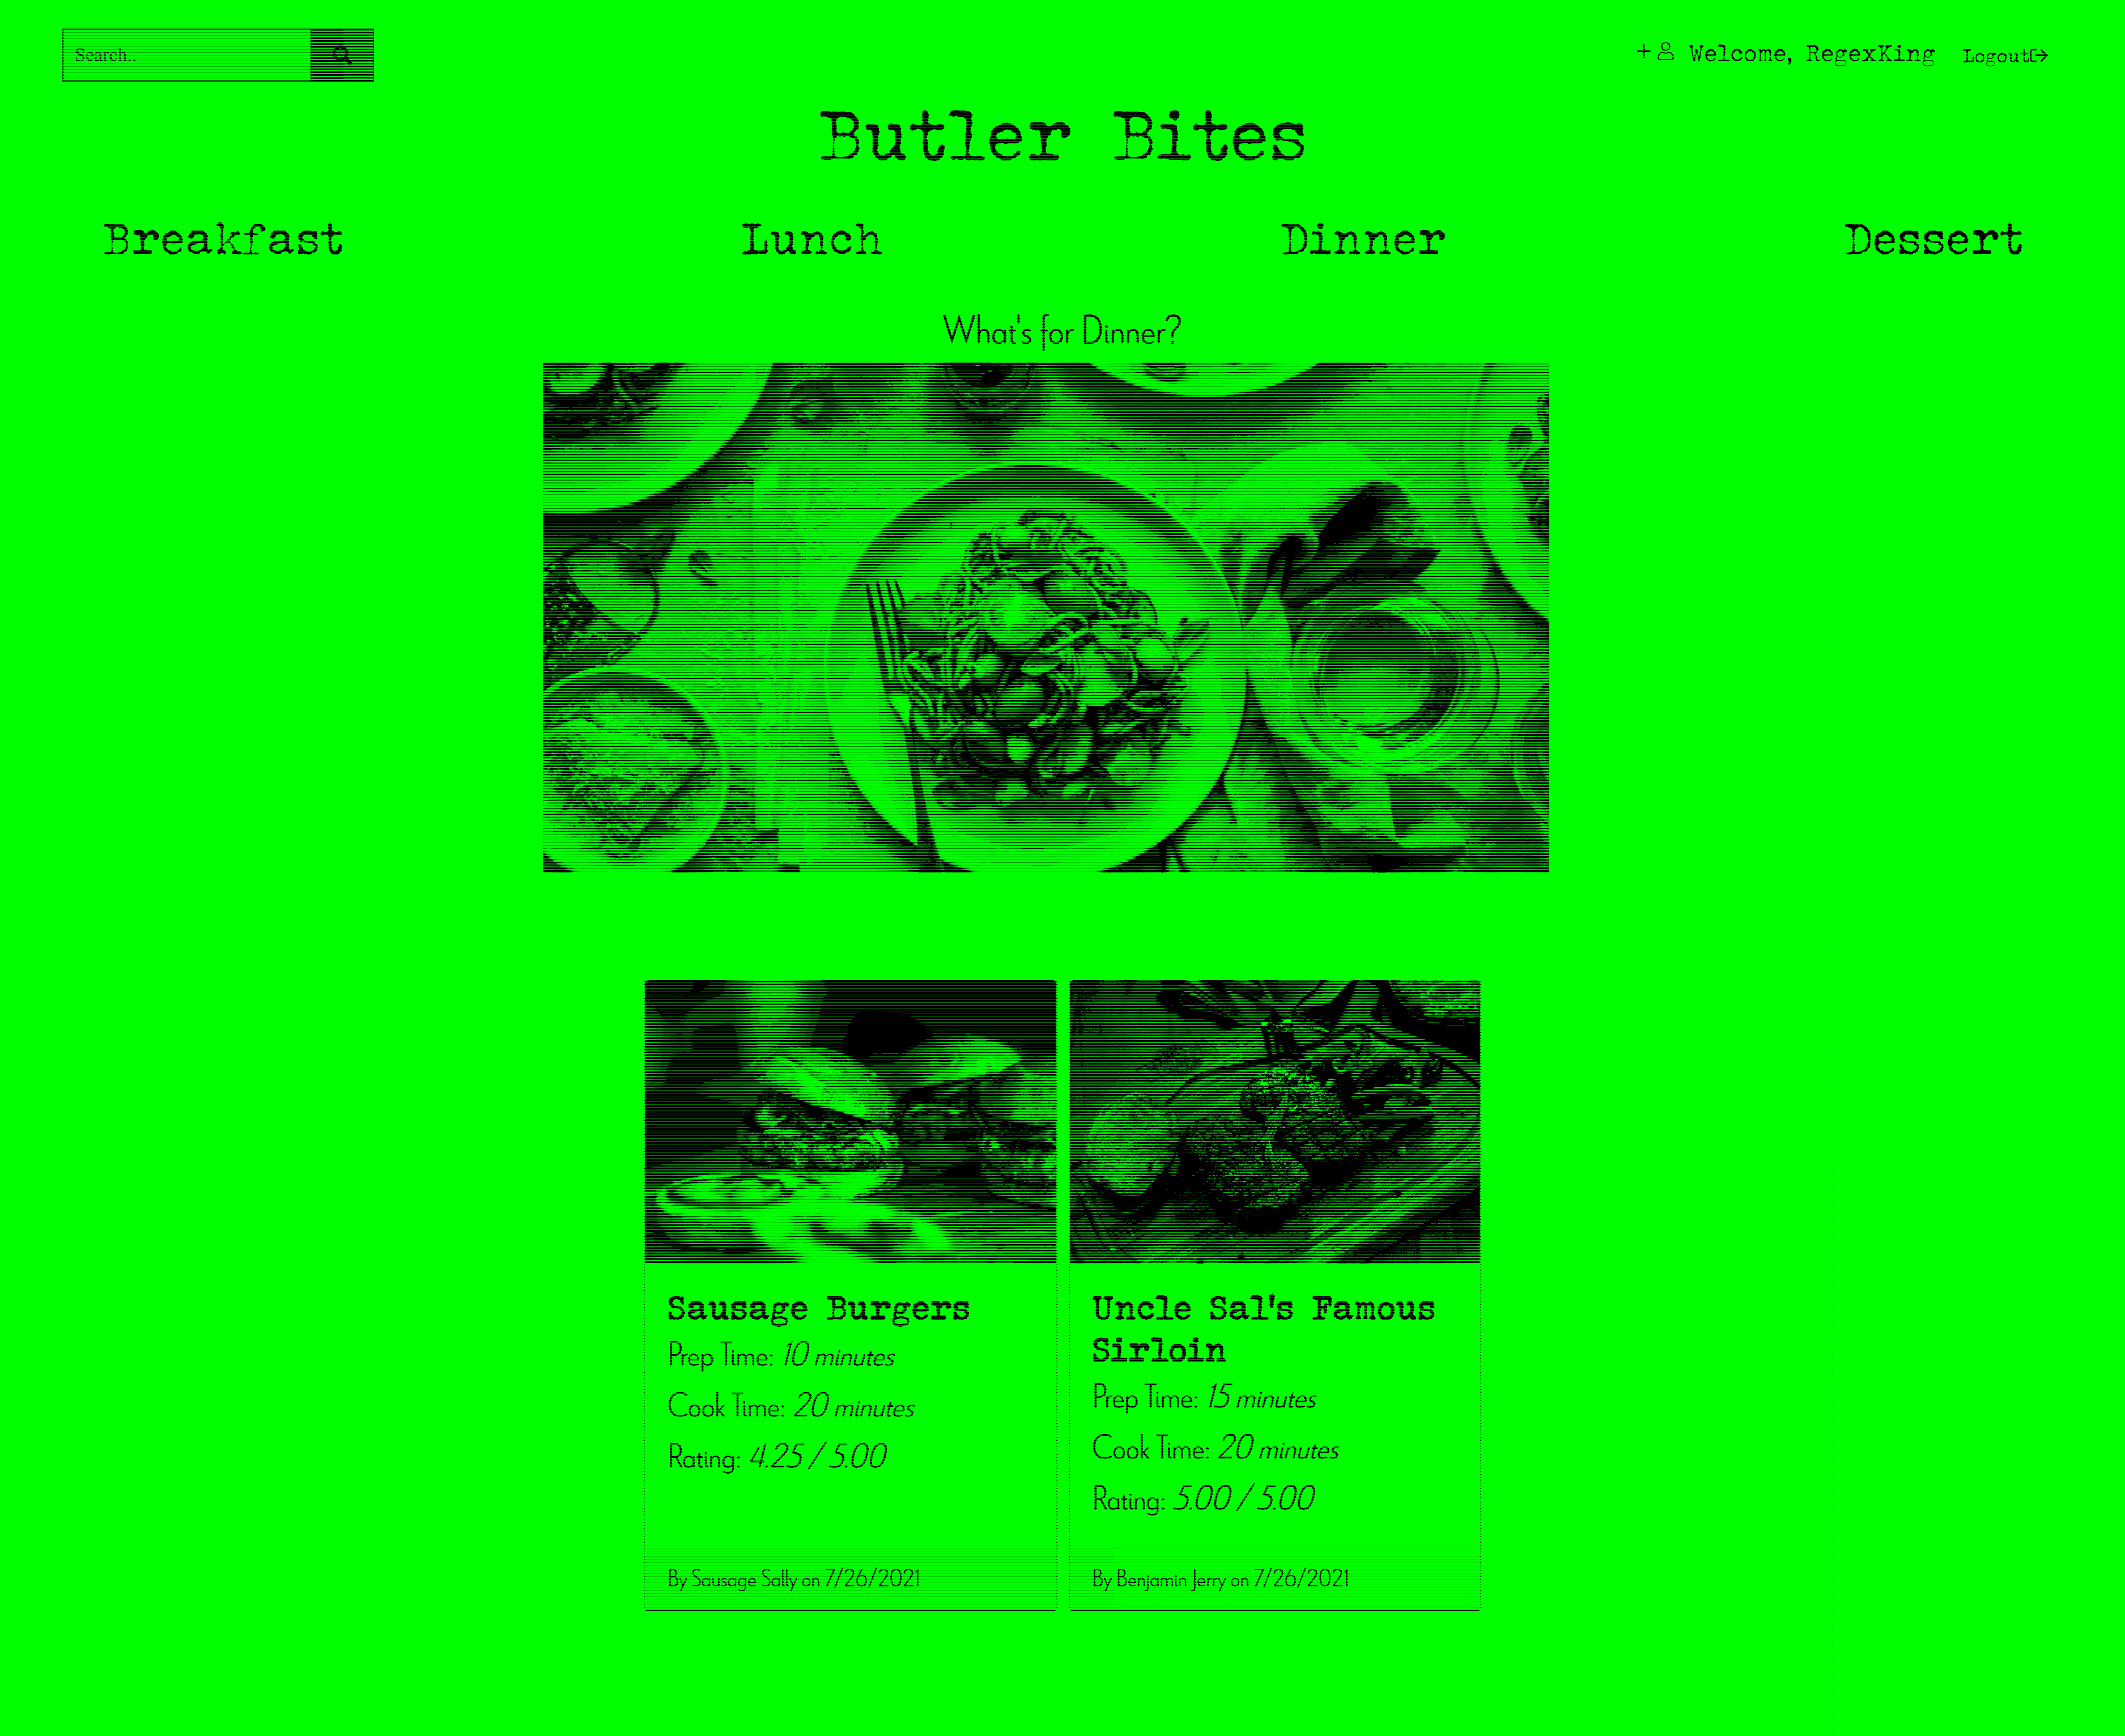 Search..
+ Welcome, RegexKing Logout
Butler Bites
Breakfast Lunch Dinner Dessert
What's for Dinner?
Sausage Burgers
Prep Time: 10 minutes
Cook Time: 20 minutes
Rating: 4.25 / 5.00
By Sausage Sally on 7/26/2021
Uncle Sal's Famous
Sirloin
Prep Time: 15 minutes
Cook Time: 20 minutes
Rating: 5.00 / 5.00
By Benjamin Jerry on 7/26/2021